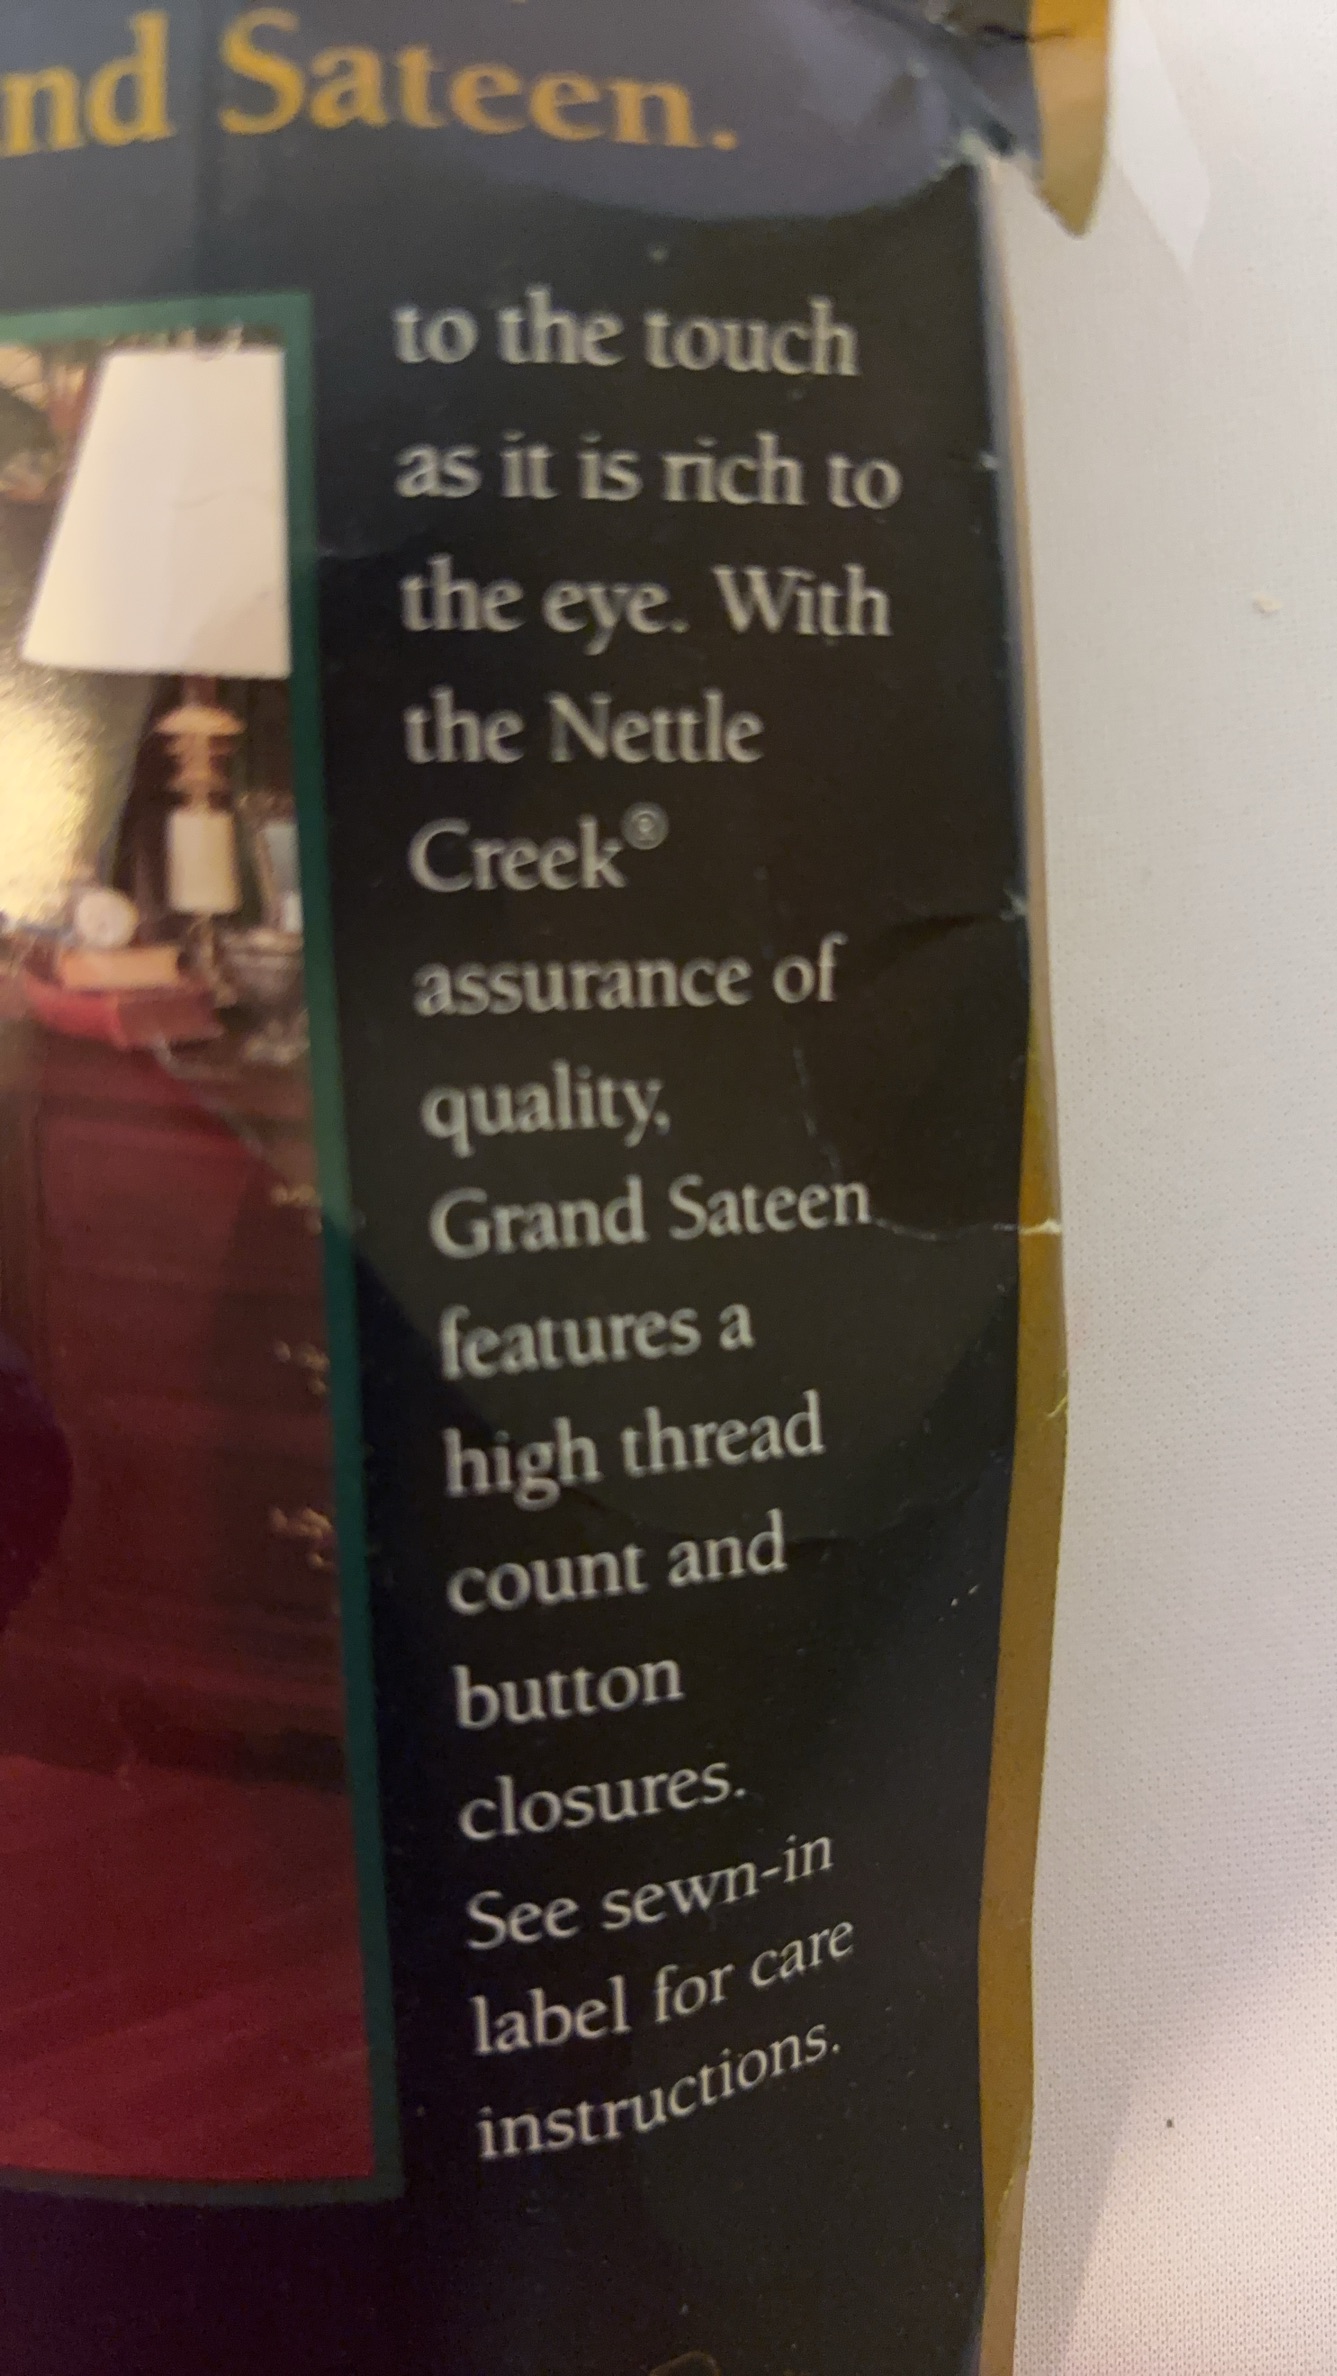 nd Sateen.
to the touch
as it is rich to
the eye. With
the Nettle
Creek®
assurance of
quality,
Grand Sateen
features a
high thread
count and
button
closures.
See sewn-in
label for care
instructions.